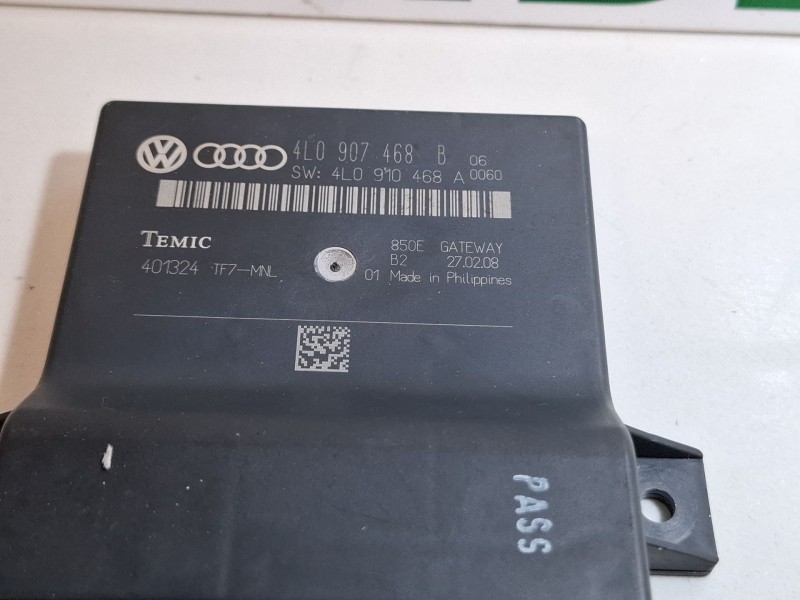 4L0 907 468 B 06
SW: 4L0 910 468 A 0060
TEMIC
850E GATEWAY
B2 27.02.08
401324 TF7-MNL
01 Made in Philippines
PASS